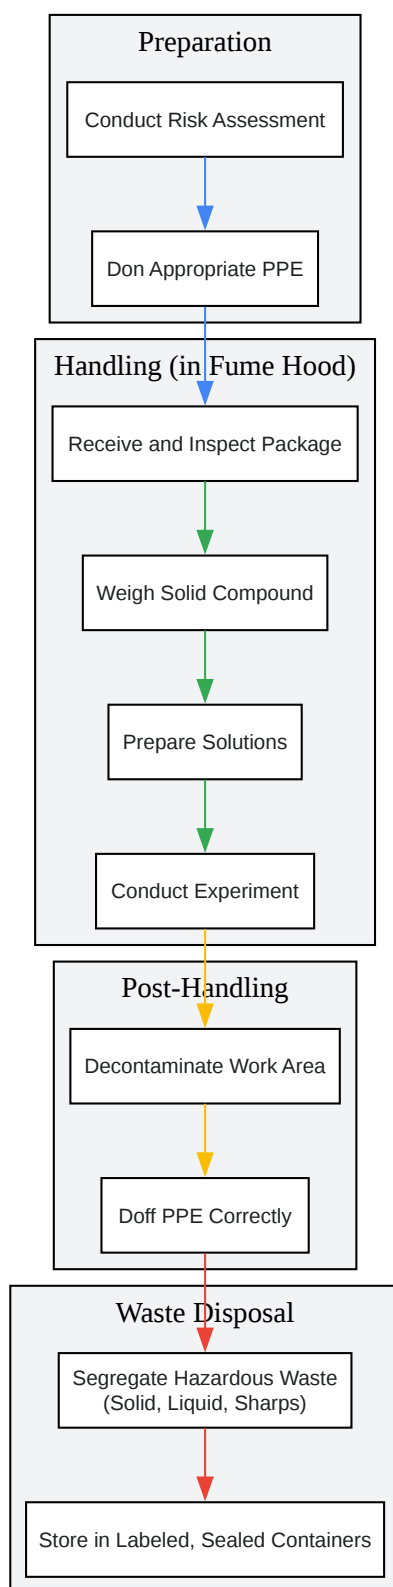 Preparation
Conduct Risk Assessment
Don Appropriate PPE
Handling (in Fume Hood)
Receive and Inspect Package
Weigh Solid Compound
Prepare Solutions
Conduct Experiment
Post-Handling
Decontaminate Work Area
Doff PPE Correctly
Waste Disposal
Segregate Hazardous Waste
(Solid, Liquid, Sharps)
Store in Labeled, Sealed Containers